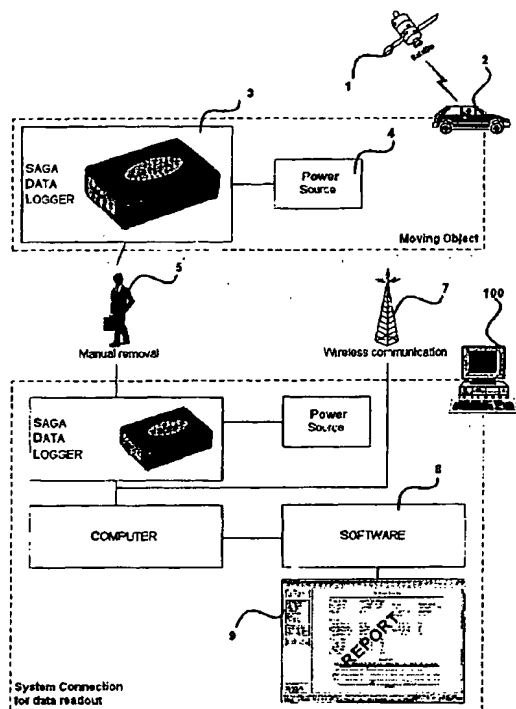 1
2
3
4
SAGA
DATA
LOGGER
Power
Source
Moving Object
5
7
100
Manual removal
Wireless communication
SAGA
DATA
LOGGER
Power
Source
8
COMPUTER
SOFTWARE
9
REPORT
System Connection
for data readout